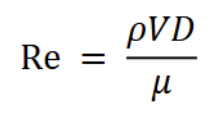 Re = ρVD / μ